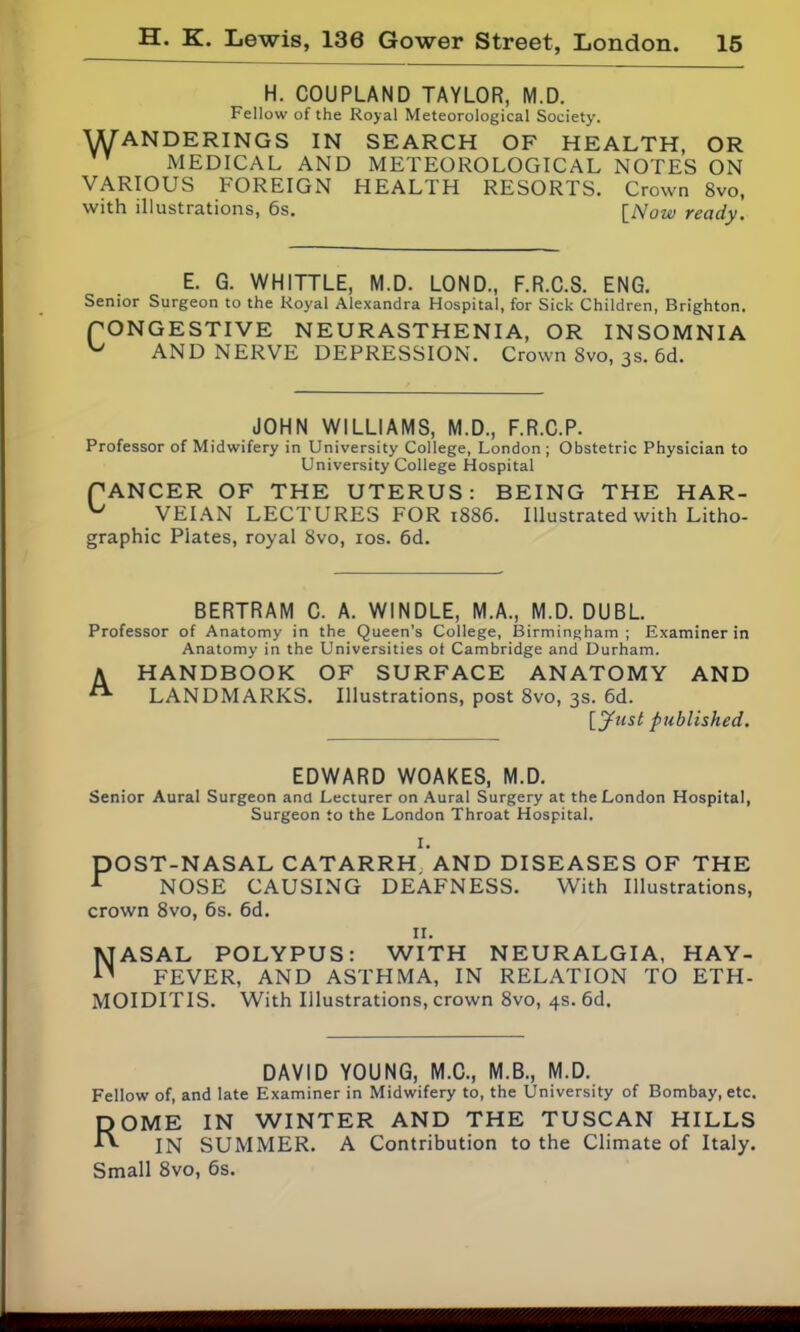 H. K. Lewis, 136 Gower Street, London. 15
H. COUPLAND TAYLOR, M.D.
Fellow of the Royal Meteorological Society.
WANDERINGS IN SEARCH OF HEALTH, OR
MEDICAL AND METEOROLOGICAL NOTES ON
VARIOUS FOREIGN HEALTH RESORTS. Crown 8vo,
with illustrations, 6s. [Now ready.
E. G. WHITTLE, M.D. LOND., F.R.C.S. ENG.
Senior Surgeon to the Royal Alexandra Hospital, for Sick Children, Brighton.
CONGESTIVE NEURASTHENIA, OR INSOMNIA
AND NERVE DEPRESSION. Crown 8vo, 3s. 6d.
JOHN WILLIAMS, M.D., F.R.C.P.
Professor of Midwifery in University College, London; Obstetric Physician to
University College Hospital
CANCER OF THE UTERUS: BEING THE HAR-
VEIAN LECTURES FOR 1886. Illustrated with Litho-
graphic Plates, royal 8vo, 10s. 6d.
BERTRAM C. A. WINDLE, M.A., M.D. DUBL.
Professor of Anatomy in the Queen's College, Birmingham; Examiner in
Anatomy in the Universities of Cambridge and Durham.
A HANDBOOK OF SURFACE ANATOMY AND
LANDMARKS. Illustrations, post 8vo, 3s. 6d.
[Just published.
EDWARD WOAKES, M.D.
Senior Aural Surgeon and Lecturer on Aural Surgery at the London Hospital,
Surgeon to the London Throat Hospital.
I.
POST-NASAL CATARRH, AND DISEASES OF THE
NOSE CAUSING DEAFNESS. With Illustrations,
crown 8vo, 6s. 6d.
II.
NASAL POLYPUS: WITH NEURALGIA, HAY-
FEVER, AND ASTHMA, IN RELATION TO ETH-
MOIDITIS. With Illustrations, crown 8vo, 4s. 6d.
DAVID YOUNG, M.C., M.B., M.D.
Fellow of, and late Examiner in Midwifery to, the University of Bombay, etc.
ROME IN WINTER AND THE TUSCAN HILLS
IN SUMMER. A Contribution to the Climate of Italy.
Small 8vo, 6s.